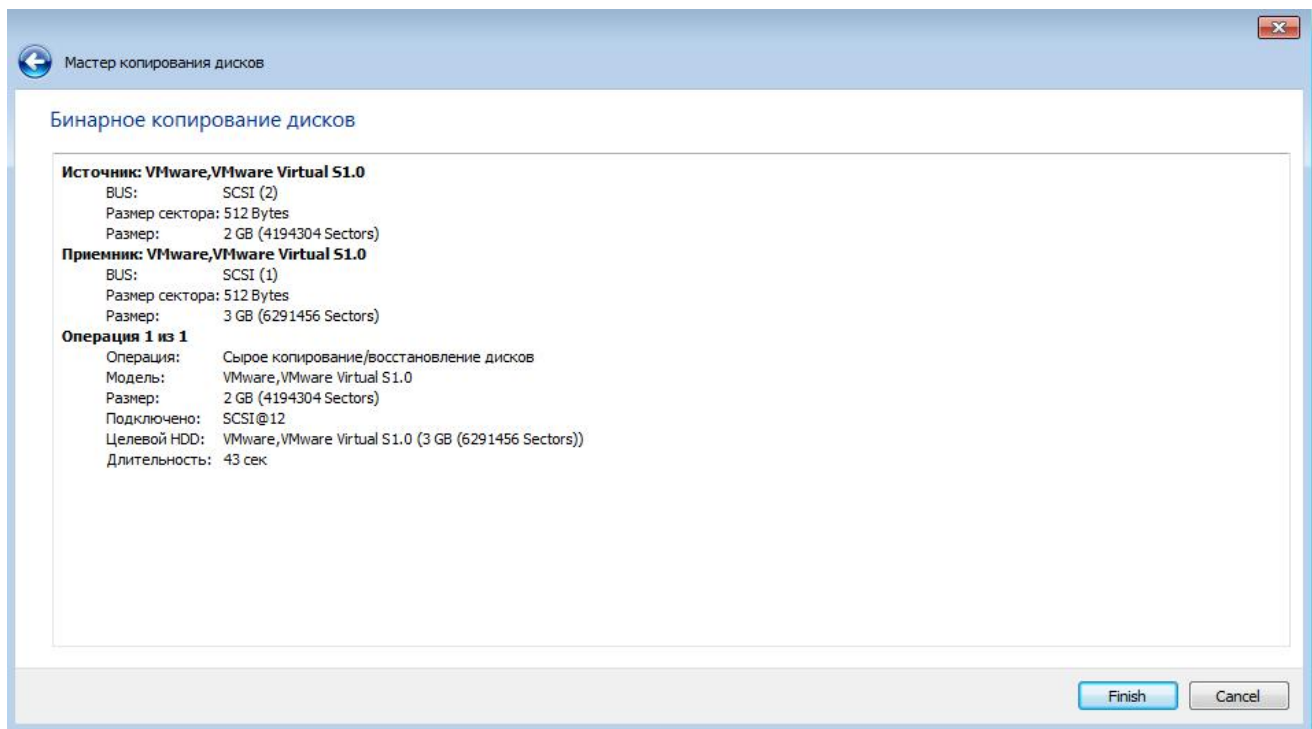 Мастер копирования дисков
Бинарное копирование дисков
Источник: VMware,VMware Virtual S1.0
BUS: SCSI (2)
Размер сектора: 512 Bytes
Размер: 2 GB (4194304 Sectors)
Приемник: VMware,VMware Virtual S1.0
BUS: SCSI (1)
Размер сектора: 512 Bytes
Размер: 3 GB (6291456 Sectors)
Операция 1 из 1
Операция: Сырое копирование/восстановление дисков
Модель: VMware,VMware Virtual S1.0
Размер: 2 GB (4194304 Sectors)
Подключено: SCSI@12
Целевой HDD: VMware,VMware Virtual S1.0 (3 GB (6291456 Sectors))
Длительность: 43 сек
Finish Cancel